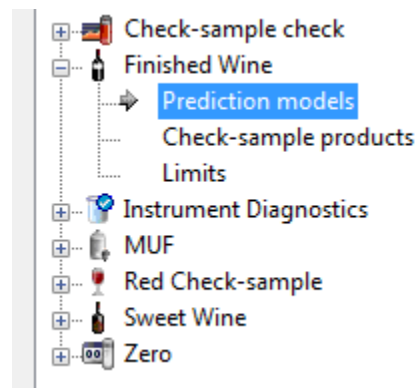 Check-sample check
Finished Wine
Prediction models
Check-sample products
Limits
Instrument Diagnostics
MUF
Red Check-sample
Sweet Wine
Zero